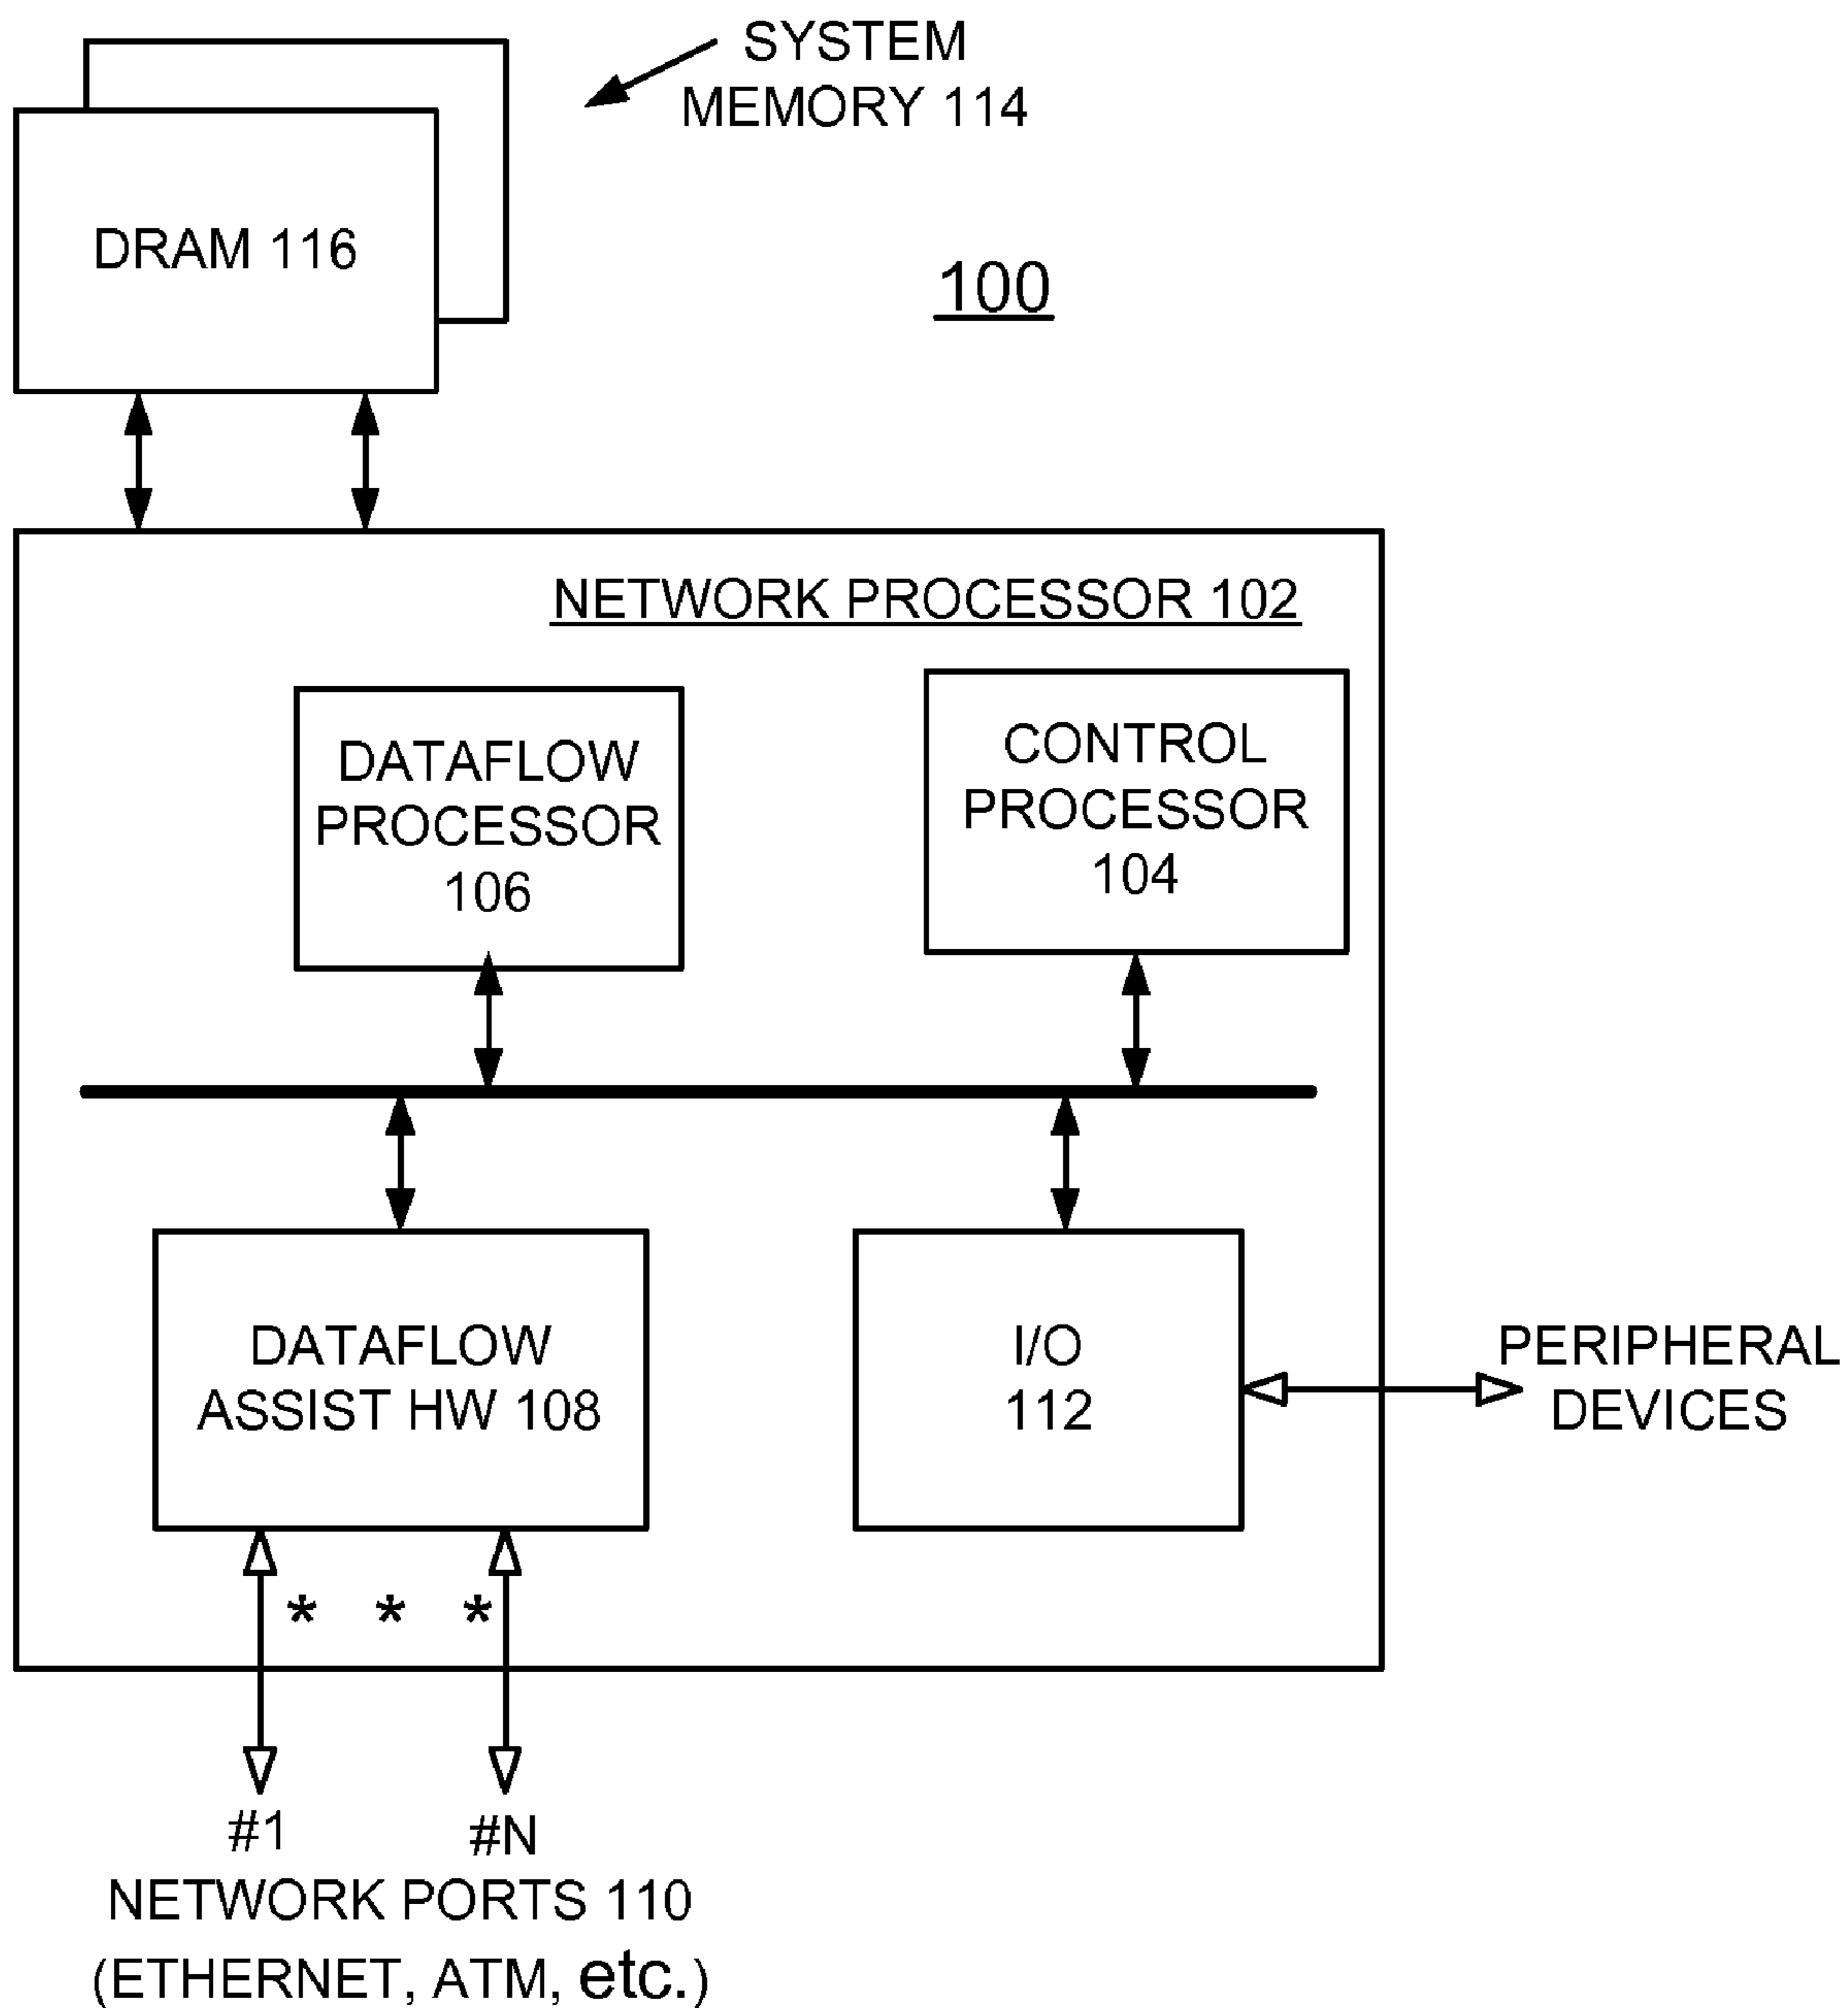 SYSTEM
MEMORY 114
DRAM 116
100
NETWORK PROCESSOR 102
DATAFLOW
PROCESSOR
106
CONTROL
PROCESSOR
104
DATAFLOW
ASSIST HW 108
I/O
112
PERIPHERAL
DEVICES
* * *
#1 #N
NETWORK PORTS 110
(ETHERNET, ATM, etc.)